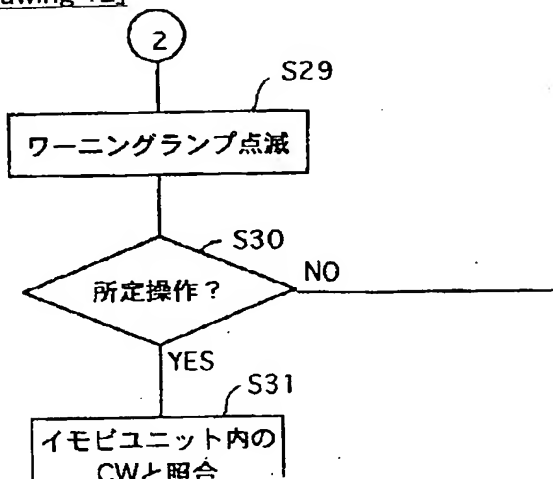 2
S29
ワーニングランプ点滅
S30
所定操作？
NO
YES
S31
イモビユニット内の
CWと照合